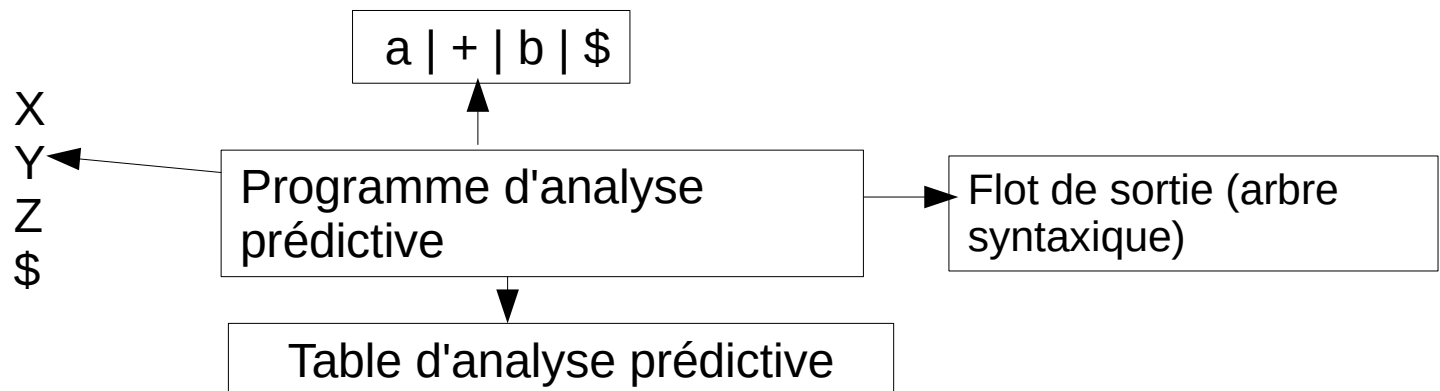 a | + | b | $
X
Y
Z
$
Programme d'analyse
prédictive
Flot de sortie (arbre
syntaxique)
Table d'analyse prédictive